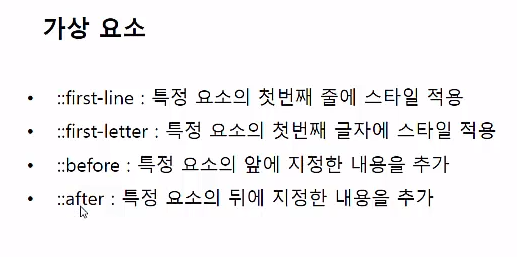 가상 요소
• ::first-line : 특정 요소의 첫번째 줄에 스타일 적용
• ::first-letter : 특정 요소의 첫번째 글자에 스타일 적용
• ::before : 특정 요소의 앞에 지정한 내용을 추가
• ::after : 특정 요소의 뒤에 지정한 내용을 추가